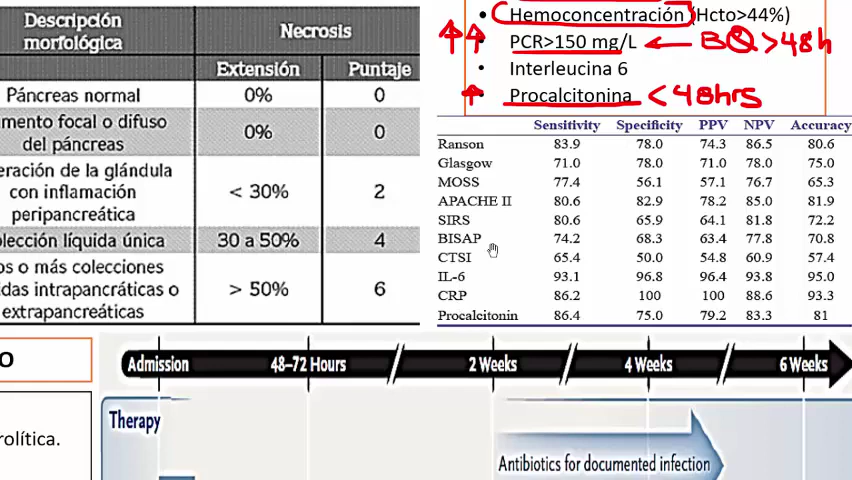 Descripción
morfológica
Necrosis
Extensión Puntaje
Páncreas normal 0% 0
umento focal o difuso
del páncreas
0% 0
eración de la glándula
con inflamación
peripancreática
< 30% 2
olección líquida única 30 a 50% 4
os o más colecciones
idas intrapancráticas o
extrapancreáticas
> 50% 6
• Hemoconcentración (Hcto>44%)
• PCR>150 mg/L ← BQ >48h
• Interleucina 6
• Procalcitonina <48hrs
Sensitivity Specificity PPV NPV Accuracy
Ranson 83.9 78.0 74.3 86.5 80.6
Glasgow 71.0 78.0 71.0 78.0 75.0
MOSS 77.4 56.1 57.1 76.7 65.3
APACHE II 80.6 82.9 78.2 85.0 81.9
SIRS 80.6 65.9 64.1 81.8 72.2
BISAP 74.2 68.3 63.4 77.8 70.8
CTSI 65.4 50.0 54.8 60.9 57.4
IL-6 93.1 96.8 96.4 93.8 95.0
CRP 86.2 100 100 88.6 93.3
Procalcitonin 86.4 75.0 79.2 83.3 81
O
Admission 48–72 Hours 2 Weeks 4 Weeks 6 Weeks
rolítica.
Therapy
Antibiotics for documented infection